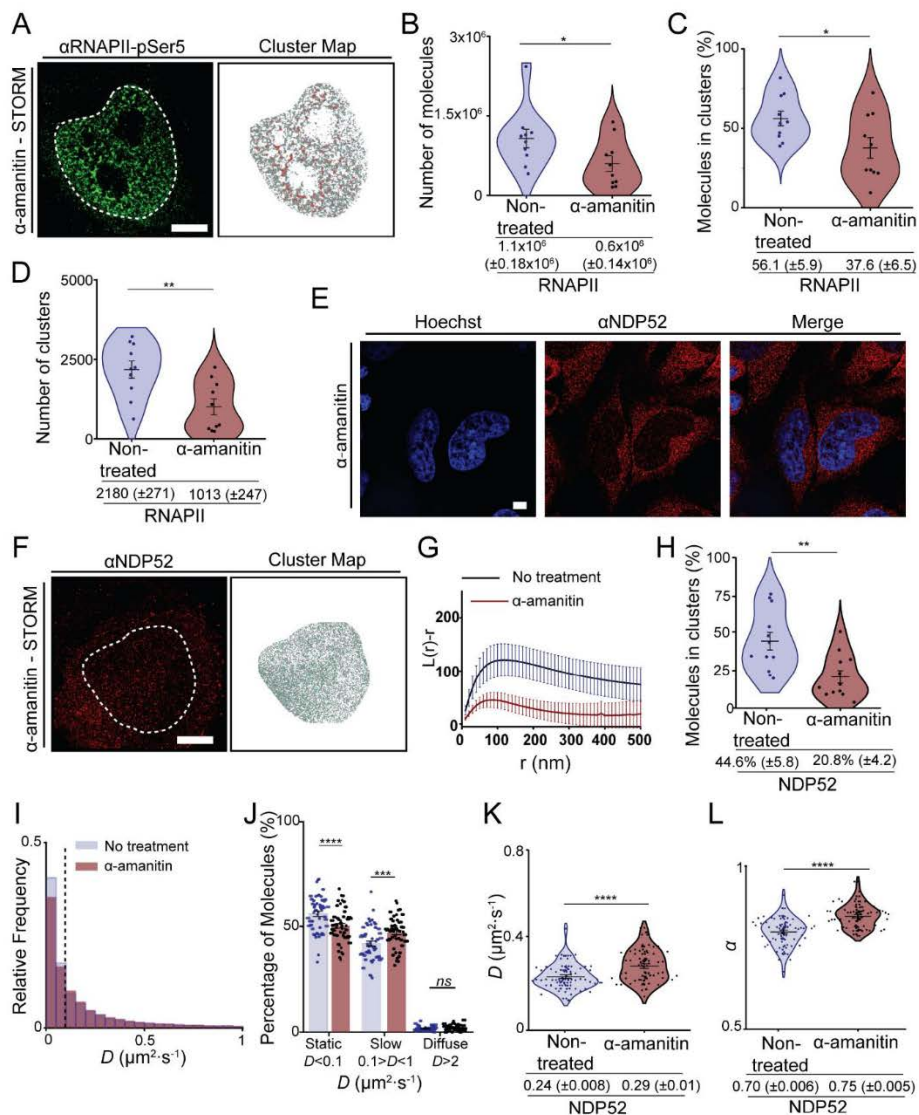 A
αRNAPII-pSer5
Cluster Map
α-amanitin - STORM
B
Number of molecules
3x10⁶
1.5x10⁶
0
*
Non-treated
α-amanitin
1.1x10⁶ (±0.18x10⁶)
0.6x10⁶ (±0.14x10⁶)
RNAPII
C
Molecules in clusters (%)
100
50
0
*
Non-treated
α-amanitin
56.1 (±5.9)
37.6 (±6.5)
RNAPII
D
Number of clusters
5000
2500
0
**
Non-treated
α-amanitin
2180 (±271)
1013 (±247)
RNAPII
E
Hoechst
αNDP52
Merge
α-amanitin
F
αNDP52
Cluster Map
α-amanitin - STORM
G
No treatment
α-amanitin
L(r)-r
200
100
0
0
100
200
300
400
500
r (nm)
H
Molecules in clusters (%)
100
75
50
25
0
**
Non-treated
α-amanitin
44.6% (±5.8)
20.8% (±4.2)
NDP52
I
Relative Frequency
0.5
0
No treatment
α-amanitin
0
0.5
1
D (μm²·s⁻¹)
J
Percentage of Molecules (%)
100
50
0
****
***
ns
Static
D<0.1
Slow
0.1>D<1
Diffuse
D>2
D (μm²·s⁻¹)
K
D (μm²·s⁻¹)
0.8
0.4
0
****
Non-treated
α-amanitin
0.24 (±0.008)
0.29 (±0.01)
NDP52
L
α
1
0.5
****
Non-treated
α-amanitin
0.70 (±0.006)
0.75 (±0.005)
NDP52